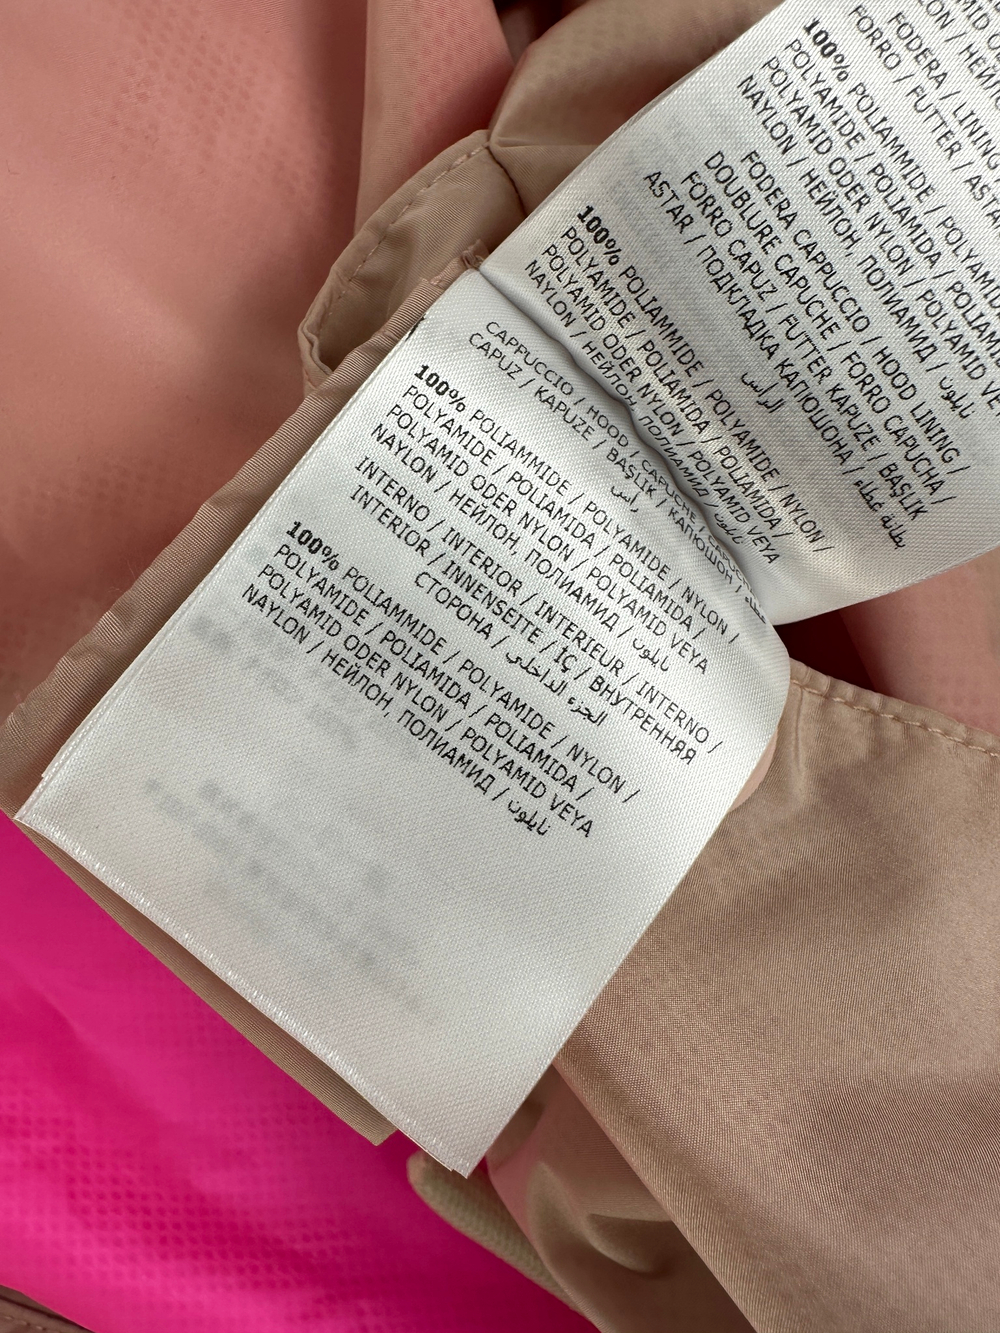 FODERA / LINING
FORRO / FUTTER / ASTA
100% POLIAMMIDE /
POLYAMIDE / POLIAMIDA / POLYAMID
POLYAMID ODER NYLON /
NAYLON / НЕЙЛОН, ПОЛИАМИД / نايلون
FODERA CAPPUCCIO / HOOD LINING /
DOUBLURE CAPUCHE / FORRO CAPUCHA /
FORRO CAPUZ / FUTTER KAPUZE / BAŞLIK
ASTAR / ПОДКЛАДКА КАПЮШОНА / بطانة غطاء
الرأس
100% POLIAMMIDE / POLYAMIDE / NYLON /
POLYAMIDE / POLIAMIDA / POLIAMIDA /
POLYAMID ODER NYLON / POLYAMID VEYA
NAYLON / НЕЙЛОН, ПОЛИАМИД / نايلون
CAPPUCCIO / HOOD / CAPUCHE /
CAPUZ / KAPUZE / BAŞLIK / КАПЮШОН / غطاء
رأس
100% POLIAMMIDE / POLYAMIDE / NYLON /
POLYAMIDE / POLIAMIDA / POLIAMIDA /
POLYAMID ODER NYLON / POLYAMID VEYA
NAYLON / НЕЙЛОН, ПОЛИАМИД / نايلون
INTERNO / INTERIOR / INTERIEUR / INTERNO /
INTERIOR / INNENSEITE / İÇ / ВНУТРЕННЯЯ
СТОРОНА / الجزء الداخلي
100% POLIAMMIDE / POLYAMIDE / NYLON /
POLYAMIDE / POLIAMIDA / POLIAMIDA /
POLYAMID ODER NYLON / POLYAMID VEYA
NAYLON / НЕЙЛОН, ПОЛИАМИД / نايلون